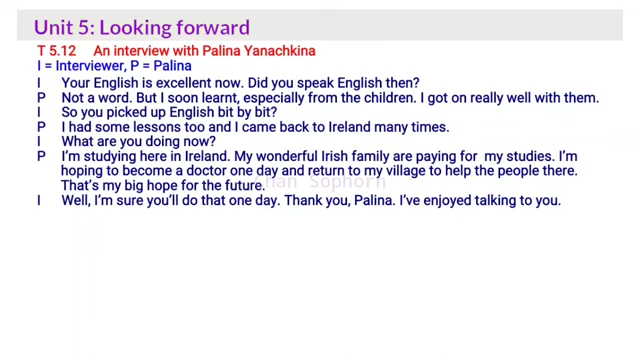 Unit 5: Looking forward
T 5.12 An interview with Palina Yanachkina
I = Interviewer, P = Palina
I Your English is excellent now. Did you speak English then?
P Not a word. But I soon learnt, especially from the children. I got on really well with them.
I So you picked up English bit by bit?
P I had some lessons too and I came back to Ireland many times.
I What are you doing now?
P I'm studying here in Ireland. My wonderful Irish family are paying for my studies. I'm
hoping to become a doctor one day and return to my village to help the people there.
Chan Sophorn
That's my big hope for the future.
I Well, I'm sure you'll do that one day. Thank you, Palina. I've enjoyed talking to you.